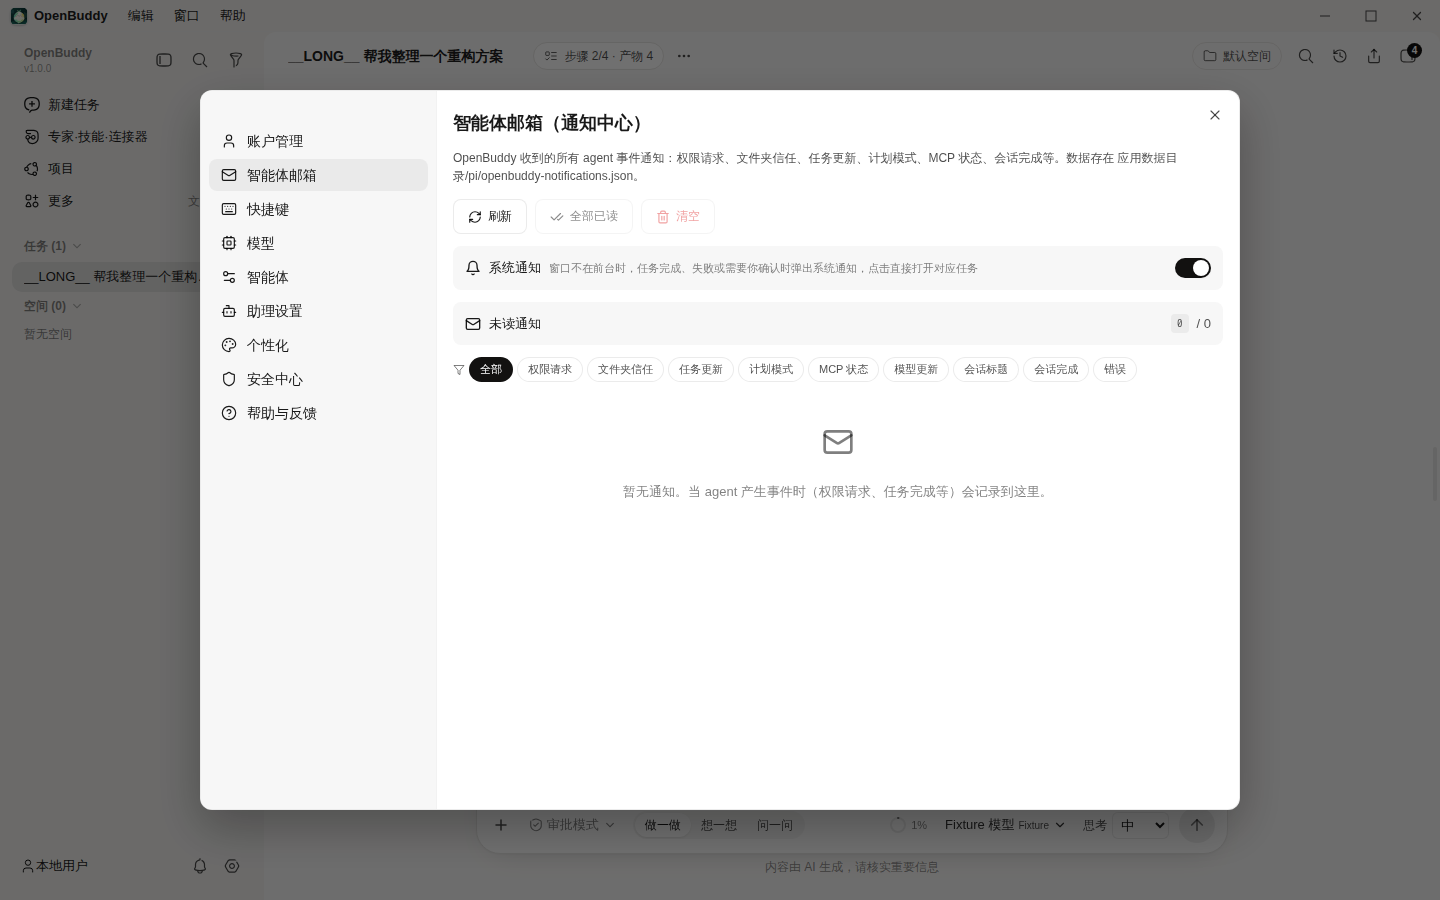 OpenBuddy 编辑 窗口 帮助
OpenBuddy
v1.0.0
__LONG__ 帮我整理一个重构方案
步骤 2/4 · 产物 4
默认空间
4
新建任务
专家·技能·连接器
项目
更多
任务 (1)
__LONG__ 帮我整理一个重构
空间 (0)
暂无空间
本地用户
账户管理
智能体邮箱
快捷键
模型
智能体
助理设置
个性化
安全中心
帮助与反馈
智能体邮箱（通知中心）
OpenBuddy 收到的所有 agent 事件通知：权限请求、文件夹信任、任务更新、计划模式、MCP 状态、会话完成等。数据存在 应用数据目
录/pi/openbuddy-notifications.json。
刷新 全部已读 清空
系统通知 窗口不在前台时，任务完成、失败或需要你确认时弹出系统通知，点击直接打开对应任务
未读通知 0 / 0
全部 权限请求 文件夹信任 任务更新 计划模式 MCP 状态 模型更新 会话标题 会话完成 错误
暂无通知。当 agent 产生事件时（权限请求、任务完成等）会记录到这里。
审批模式 做一做 想一想 问一问 1% Fixture 模型 Fixture 思考 中
内容由 AI 生成，请核实重要信息